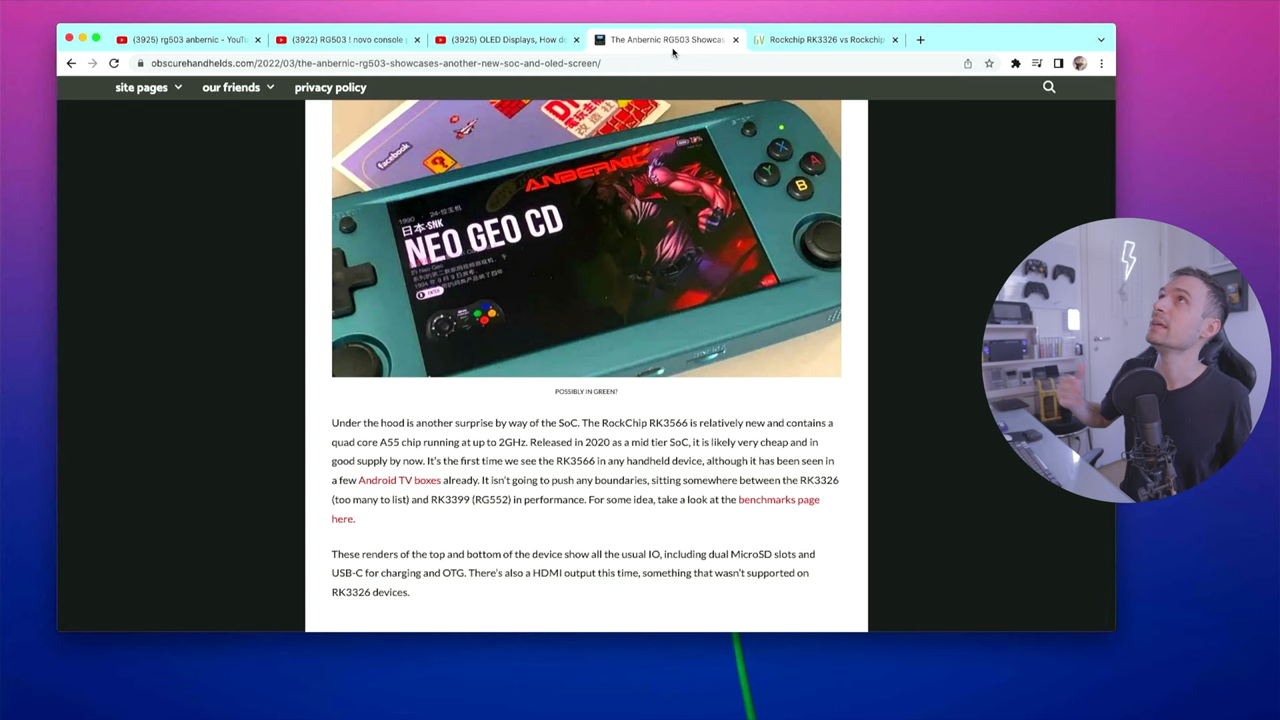 (3925) rg503 anbernic - YouTu
(3922) RG503 ! novo console
(3925) OLED Displays, How do
The Anbernic RG503 Showcas
Rockchip RK3326 vs Rockchip
obscurehandhelds.com/2022/03/the-anbernic-rg503-showcases-another-new-soc-and-oled-screen/
site pages
our friends
privacy policy
facebook
ANBERNIC
日本·SNK
NEO GEO CD
X
Y
A
B
POSSIBLY IN GREEN?
Under the hood is another surprise by way of the SoC. The RockChip RK3566 is relatively new and contains a
quad core A55 chip running at up to 2GHz. Released in 2020 as a mid tier SoC, it is likely very cheap and in
good supply by now. It's the first time we see the RK3566 in any handheld device, although it has been seen in
a few Android TV boxes already. It isn't going to push any boundaries, sitting somewhere between the RK3326
(too many to list) and RK3399 (RG552) in performance. For some idea, take a look at the benchmarks page
here.
These renders of the top and bottom of the device show all the usual IO, including dual MicroSD slots and
USB-C for charging and OTG. There's also a HDMI output this time, something that wasn't supported on
RK3326 devices.